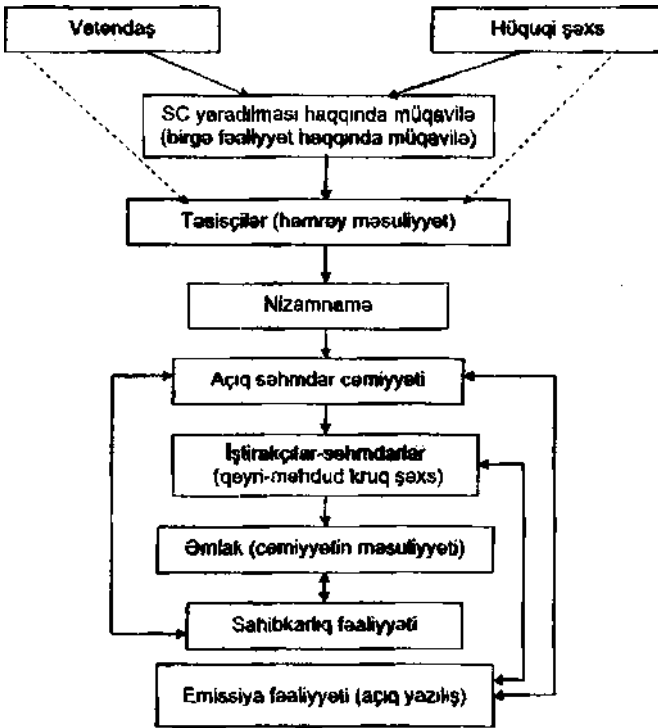 Vətəndaş
Hüquqi şəxs
SC yaradılması haqqında müqavilə
(birgə fəaliyyət haqqında müqavilə)
Təsisçilər (həmrəy məsuliyyət)
Nizamnamə
Açıq səhmdar cəmiyyəti
İştirakçılar-səhmdarlar
(qeyri-məhdud kruq şəxs)
Əmlak (cəmiyyətin məsuliyyəti)
Sahibkarlıq fəaliyyəti
Emissiya fəaliyyəti (açıq yazılış)